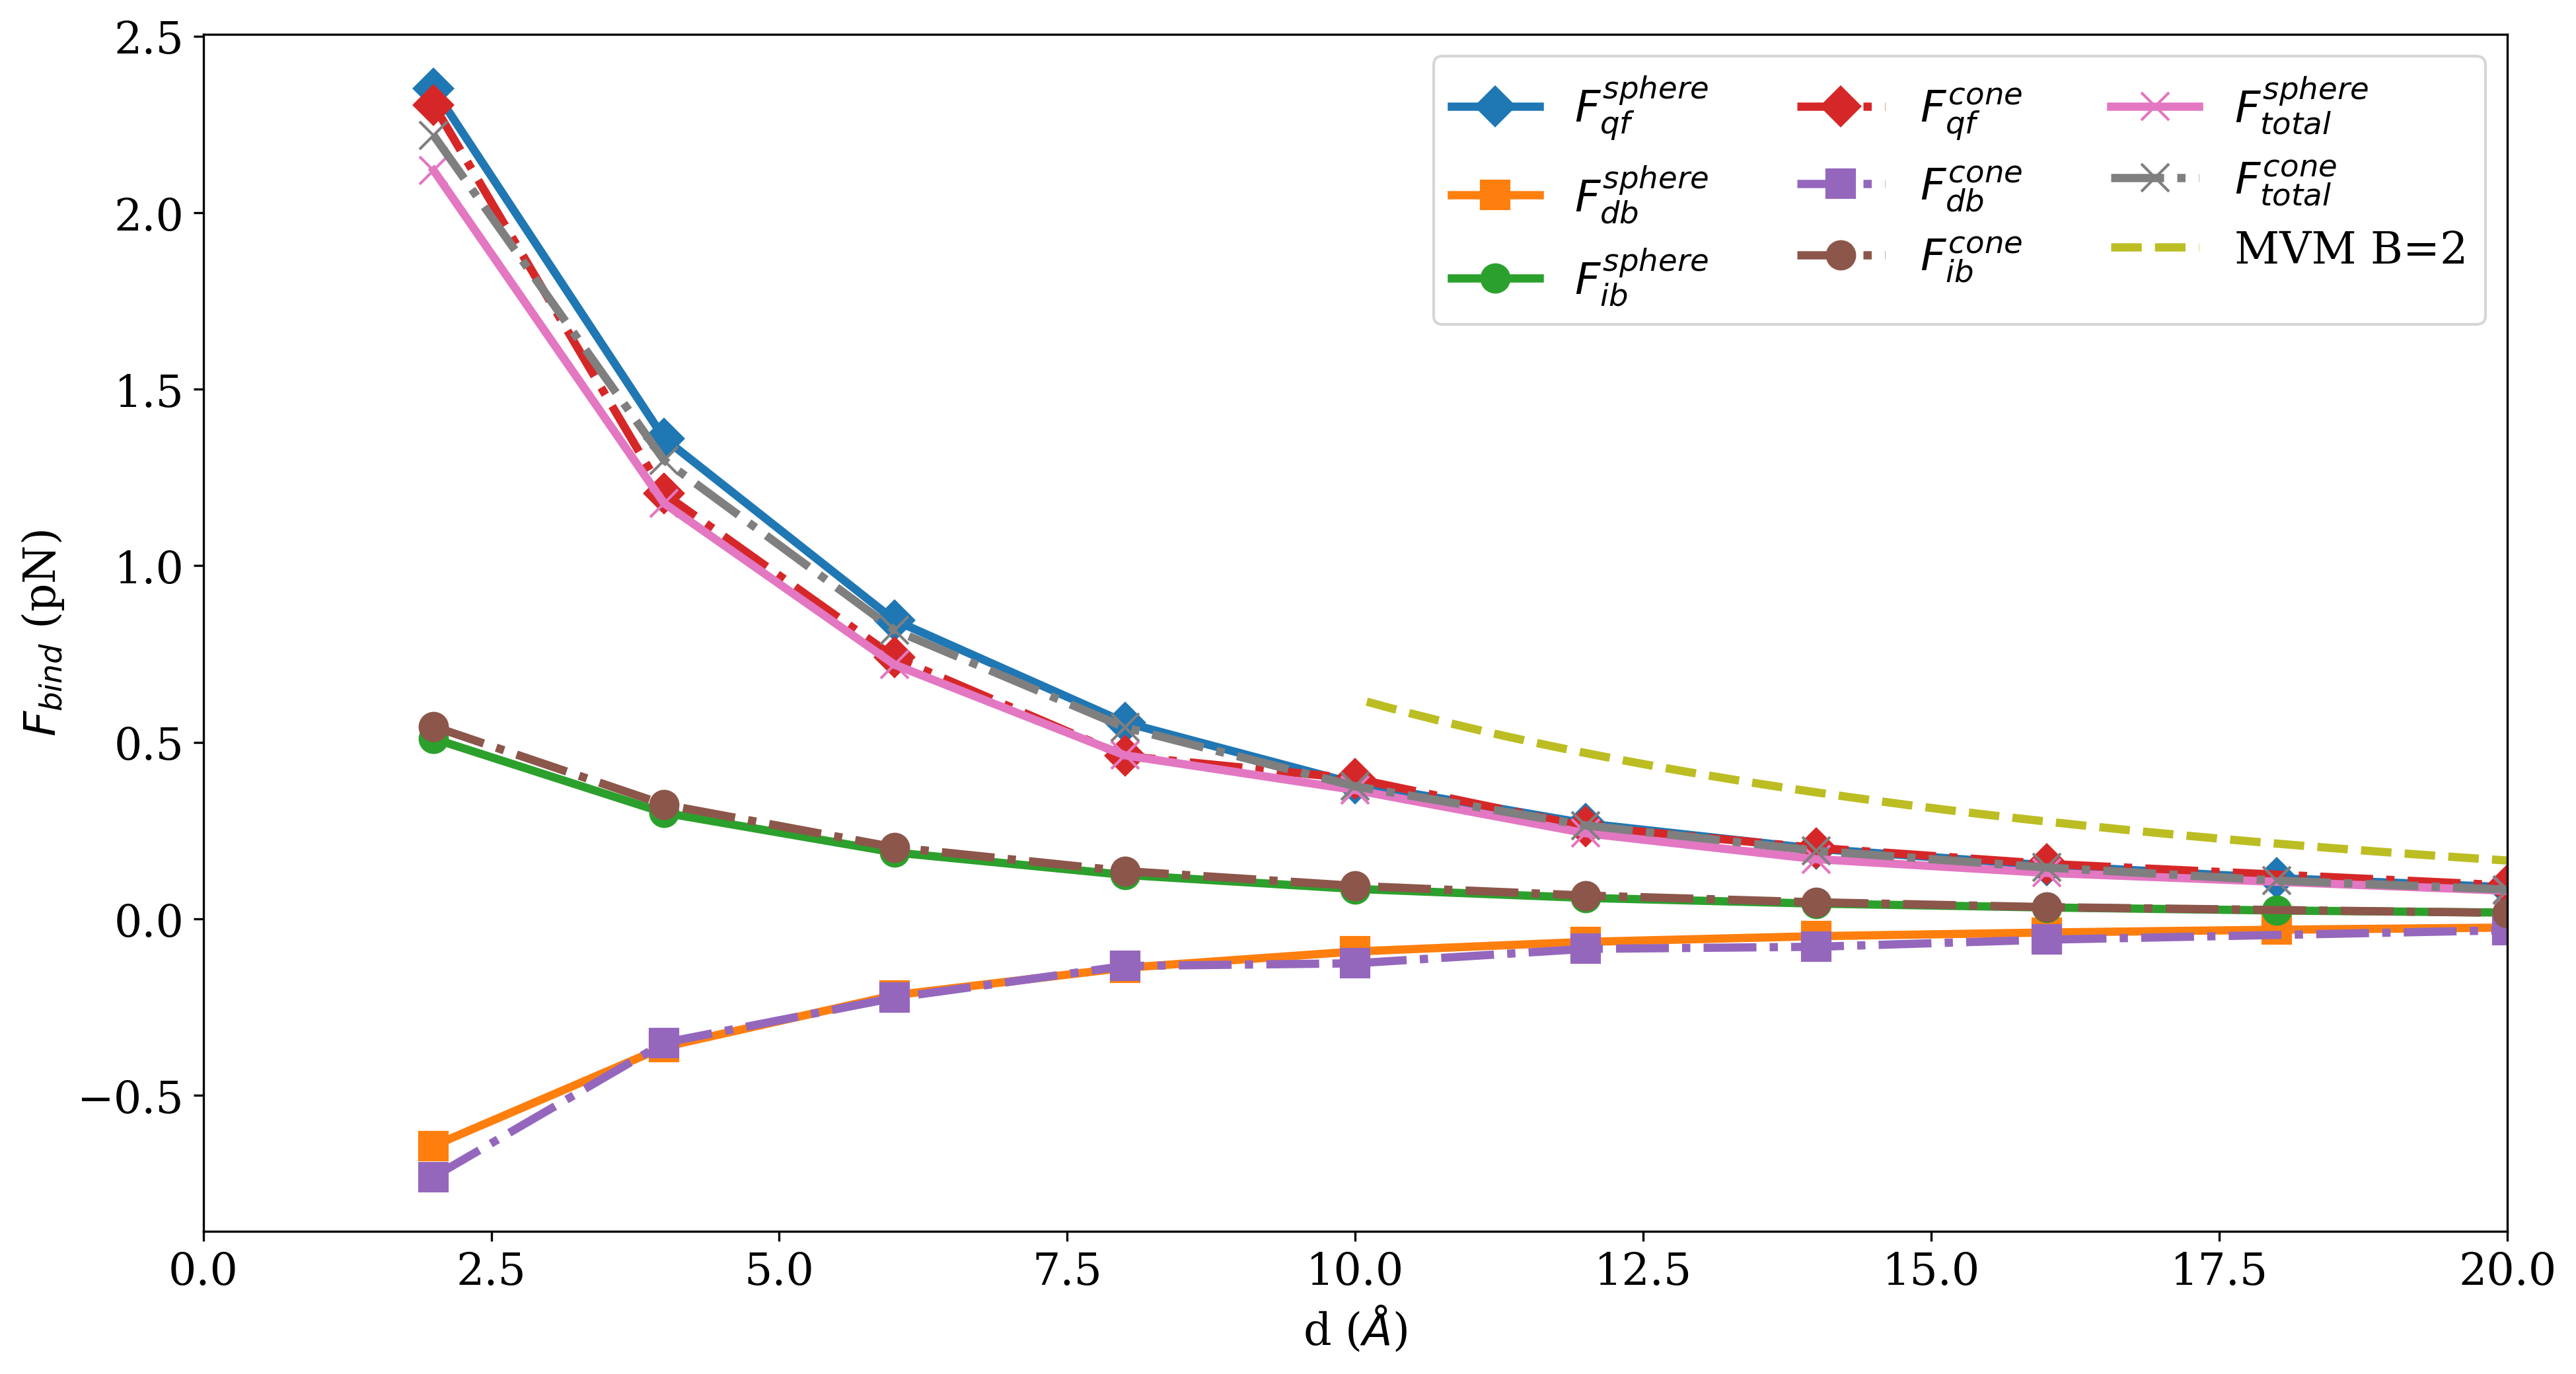 2.5
2.0
1.5
1.0
0.5
0.0
−0.5
F_bind (pN)
0.0 2.5 5.0 7.5 10.0 12.5 15.0 17.5 20.0
d (Å)
F_qf^sphere
F_db^sphere
F_ib^sphere
F_qf^cone
F_db^cone
F_ib^cone
F_total^sphere
F_total^cone
MVM B=2